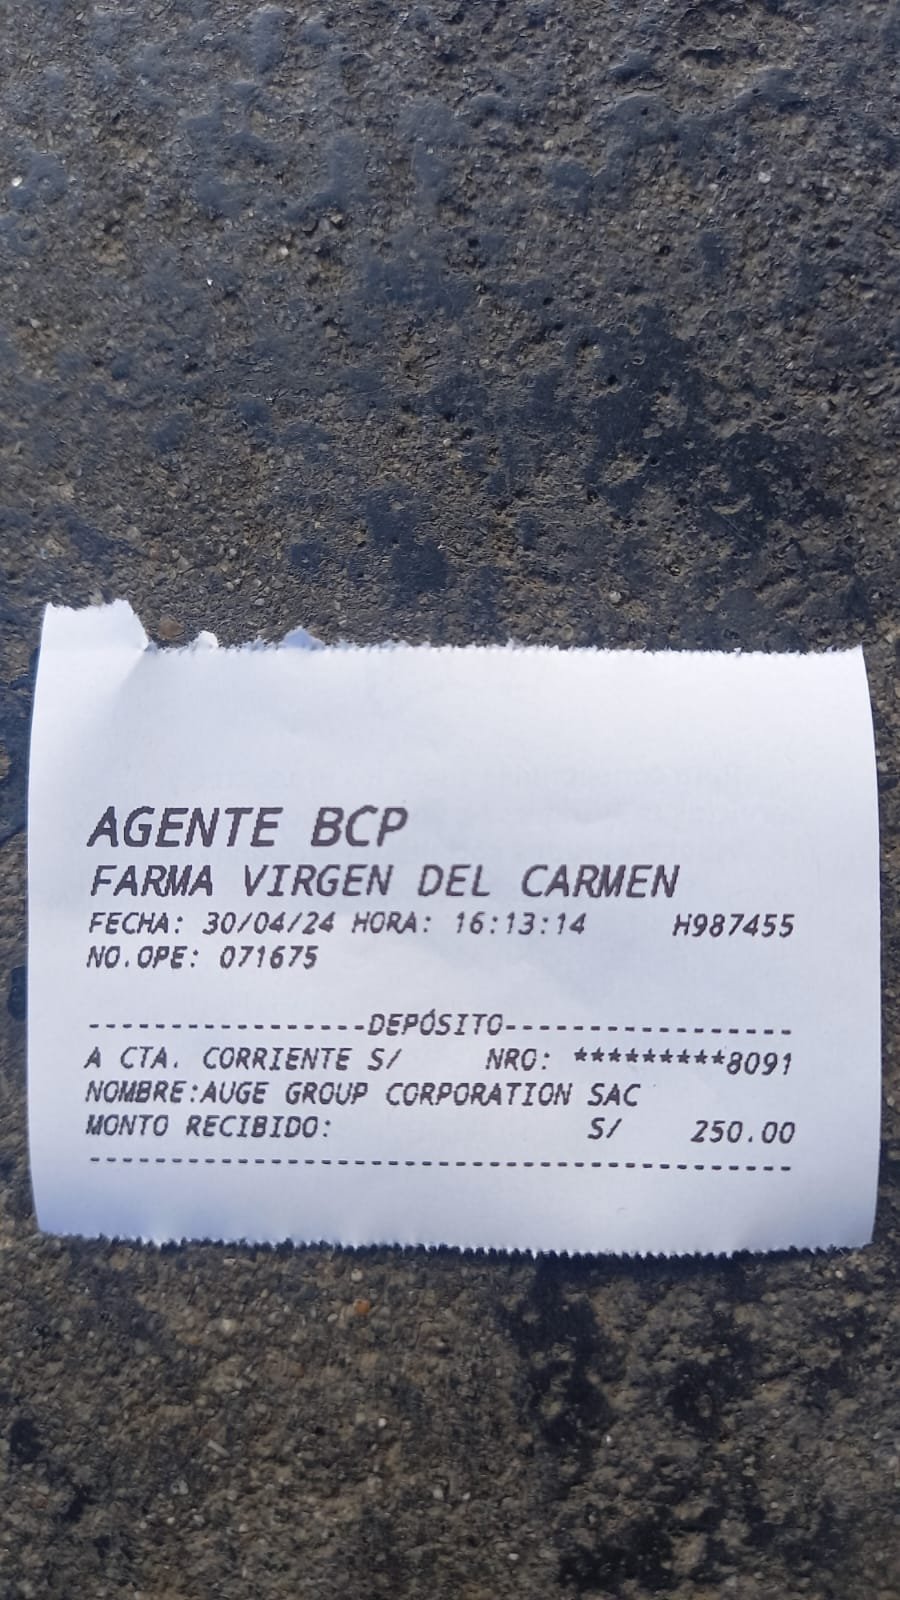 AGENTE BCP
FARMA VIRGEN DEL CARMEN
FECHA: 30/04/24 HORA: 16:13:14 H987455
NO.OPE: 071675
-----------------DEPÓSITO------------------
A CTA. CORRIENTE S/ NRO: *********8091
NOMBRE:AUGE GROUP CORPORATION SAC
MONTO RECIBIDO: S/ 250.00
-------------------------------------------